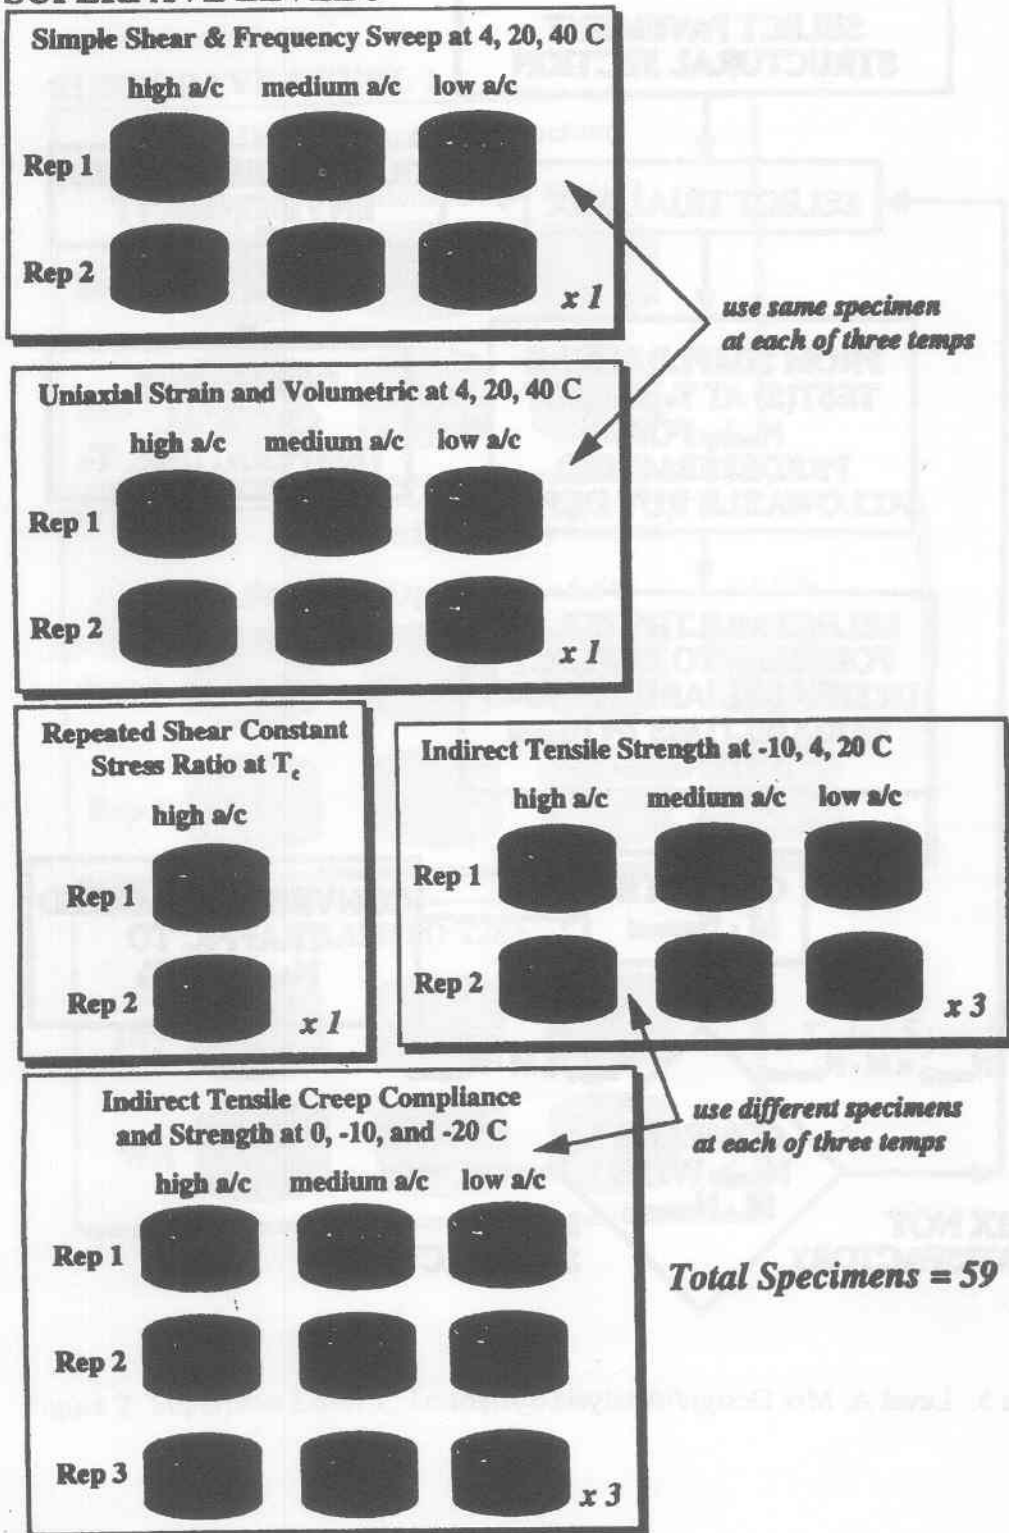 Simple Shear & Frequency Sweep at 4, 20, 40 C
high a/c medium a/c low a/c
Rep 1
Rep 2
x 1
use same specimen
at each of three temps
Uniaxial Strain and Volumetric at 4, 20, 40 C
high a/c medium a/c low a/c
Rep 1
Rep 2
x 1
Repeated Shear Constant
Stress Ratio at Tc
high a/c
Rep 1
Rep 2
x 1
Indirect Tensile Strength at -10, 4, 20 C
high a/c medium a/c low a/c
Rep 1
Rep 2
x 3
use different specimens
at each of three temps
Indirect Tensile Creep Compliance
and Strength at 0, -10, and -20 C
high a/c medium a/c low a/c
Rep 1
Rep 2
Rep 3
x 3
Total Specimens = 59